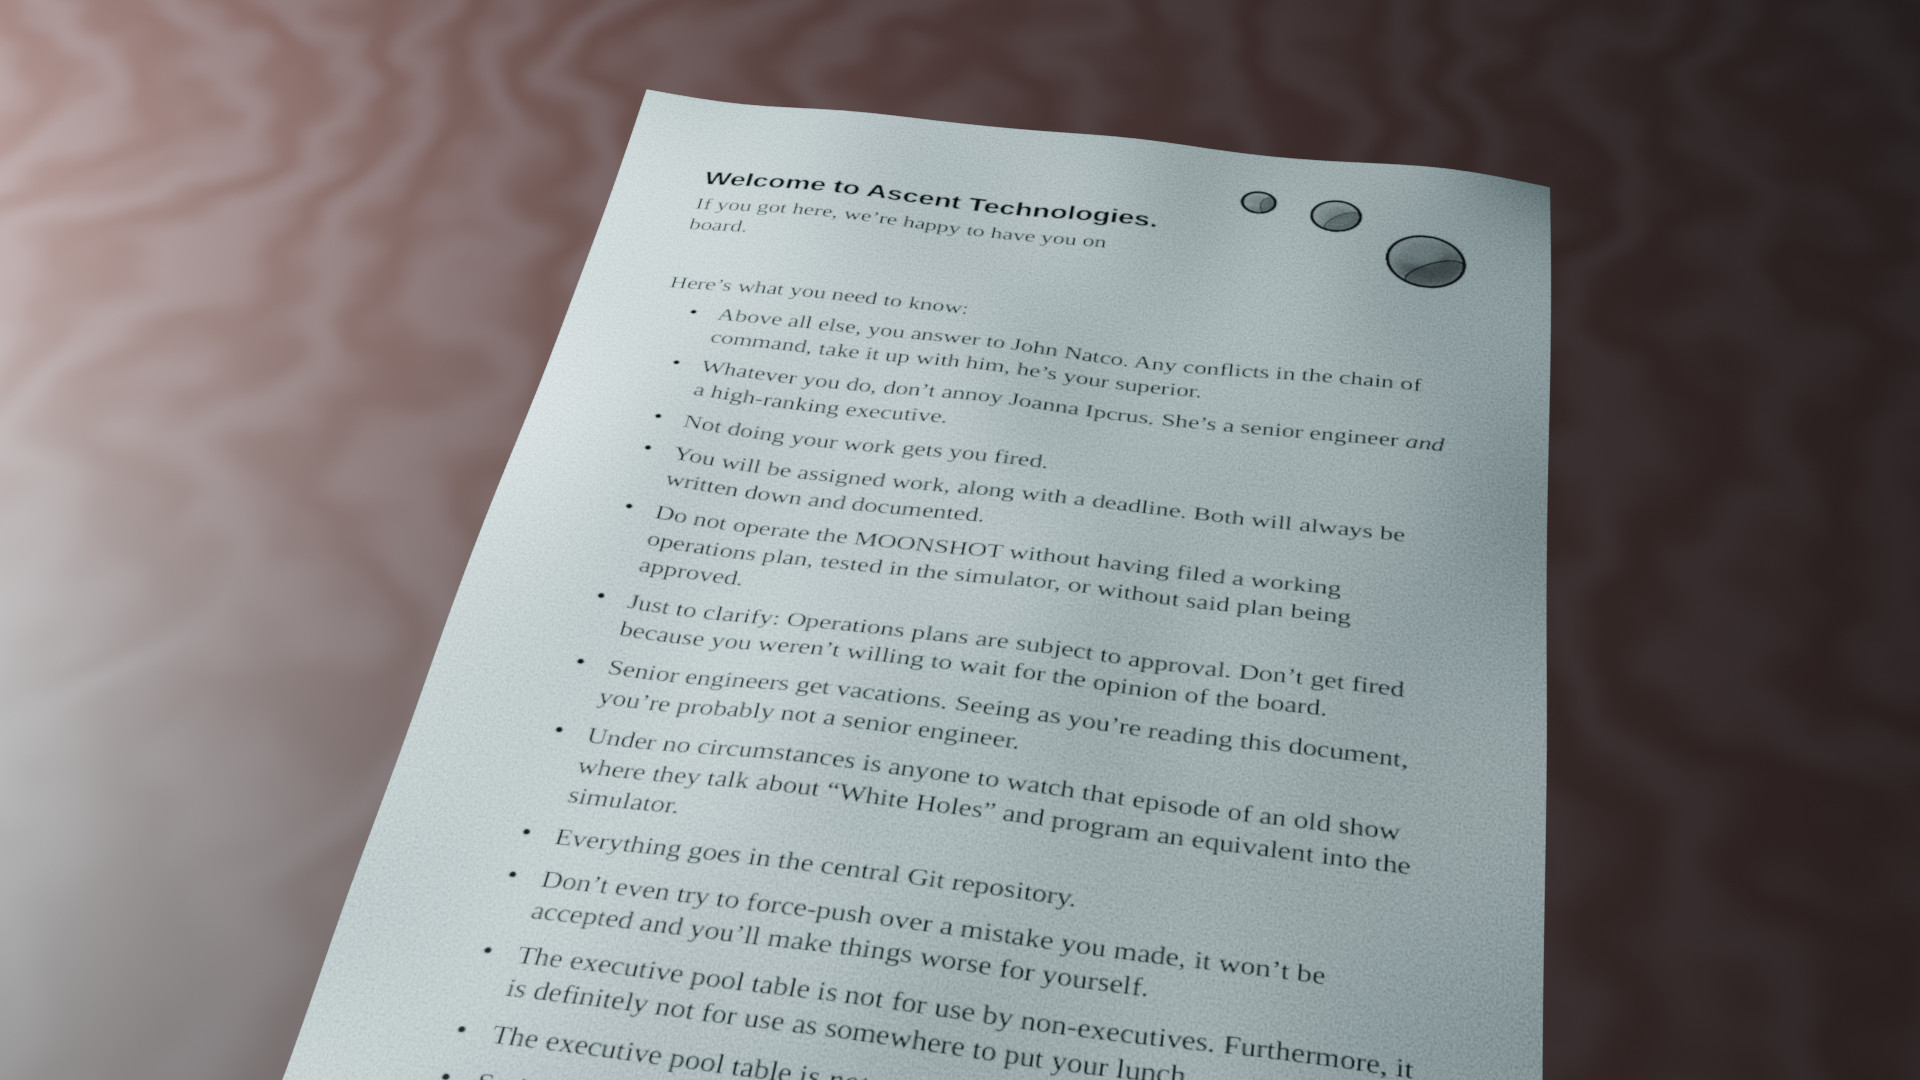 Welcome to Ascent Technologies.
If you got here, we’re happy to have you on
board.
Here’s what you need to know:
• Above all else, you answer to John Natco. Any conflicts in the chain of
command, take it up with him, he’s your superior.
• Whatever you do, don’t annoy Joanna Ipcrus. She’s a senior engineer and
a high-ranking executive.
• Not doing your work gets you fired.
• You will be assigned work, along with a deadline. Both will always be
written down and documented.
• Do not operate the MOONSHOT without having filed a working
operations plan, tested in the simulator, or without said plan being
approved.
• Just to clarify: Operations plans are subject to approval. Don’t get fired
because you weren’t willing to wait for the opinion of the board.
• Senior engineers get vacations. Seeing as you’re reading this document,
you’re probably not a senior engineer.
• Under no circumstances is anyone to watch that episode of an old show
where they talk about “White Holes” and program an equivalent into the
simulator.
• Everything goes in the central Git repository.
• Don’t even try to force-push over a mistake you made, it won’t be
accepted and you’ll make things worse for yourself.
• The executive pool table is not for use by non-executives. Furthermore, it
is definitely not for use as somewhere to put your lunch.
• The executive pool table is not